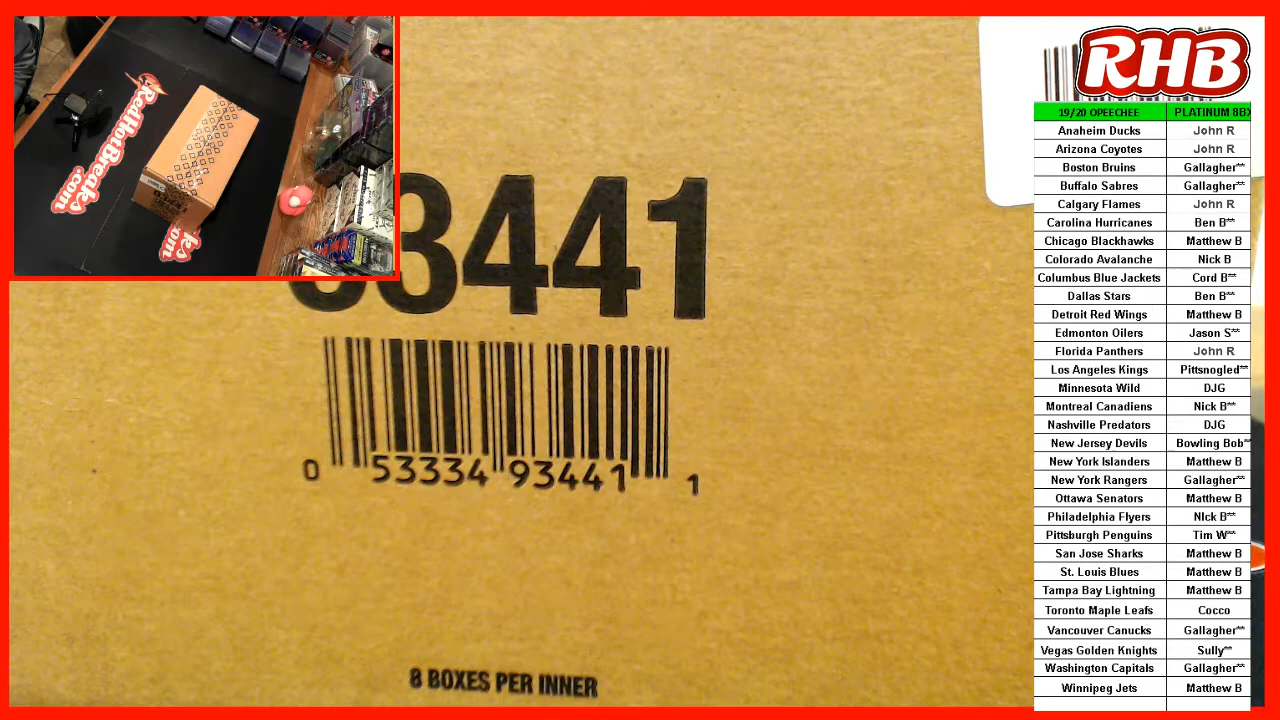 RedHotBreaks
.com
93441
0 53334 93441 1
8 BOXES PER INNER
RHB
19/20 OPEECHEE PLATINUM 8BX
Anaheim Ducks John R
Arizona Coyotes John R
Boston Bruins Gallagher**
Buffalo Sabres Gallagher**
Calgary Flames John R
Carolina Hurricanes Ben B**
Chicago Blackhawks Matthew B
Colorado Avalanche Nick B
Columbus Blue Jackets Cord B**
Dallas Stars Ben B**
Detroit Red Wings Matthew B
Edmonton Oilers Jason S**
Florida Panthers John R
Los Angeles Kings Pittsnogled**
Minnesota Wild DJG
Montreal Canadiens Nick B**
Nashville Predators DJG
New Jersey Devils Bowling Bob**
New York Islanders Matthew B
New York Rangers Gallagher**
Ottawa Senators Matthew B
Philadelphia Flyers NIck B**
Pittsburgh Penguins Tim W**
San Jose Sharks Matthew B
St. Louis Blues Matthew B
Tampa Bay Lightning Matthew B
Toronto Maple Leafs Cocco
Vancouver Canucks Gallagher**
Vegas Golden Knights Sully**
Washington Capitals Gallagher**
Winnipeg Jets Matthew B